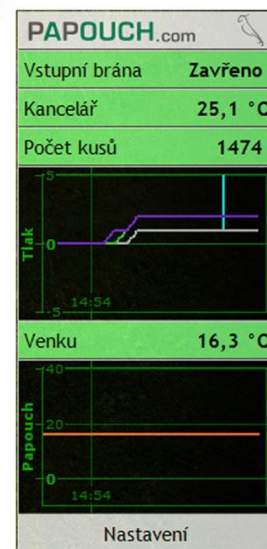 PAPOUCH.com
Vstupní brána Zavřeno
Kancelář 25,1 °C
Počet kusů 1474
5
Tlak
0
14:54
-5
Venku 16,3 °C
40
20
Papouch
0
14:54
Nastavení